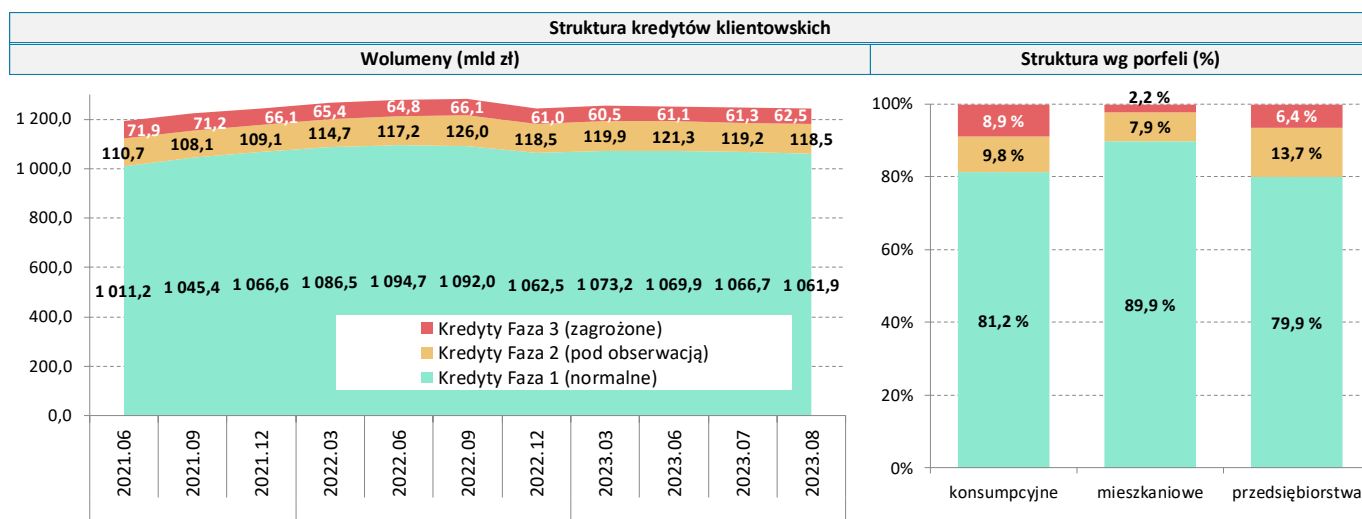 Struktura kredytów klientowskich
Wolumeny (mld zł)
Struktura wg porfeli (%)
1 200,0
1 000,0
800,0
600,0
400,0
200,0
0,0
71,9 71,2 66,1 65,4 64,8 66,1 61,0 60,5 61,1 61,3 62,5
110,7 108,1 109,1 114,7 117,2 126,0 118,5 119,9 121,3 119,2 118,5
1 011,2 1 045,4 1 066,6 1 086,5 1 094,7 1 092,0 1 062,5 1 073,2 1 069,9 1 066,7 1 061,9
Kredyty Faza 3 (zagrożone)
Kredyty Faza 2 (pod obserwacją)
Kredyty Faza 1 (normalne)
2021.06 2021.09 2021.12 2022.03 2022.06 2022.09 2022.12 2023.03 2023.06 2023.07 2023.08
100%
80%
60%
40%
20%
0%
8,9 % 2,2 % 6,4 %
9,8 % 7,9 % 13,7 %
81,2 % 89,9 % 79,9 %
konsumpcyjne mieszkaniowe przedsiębiorstwa